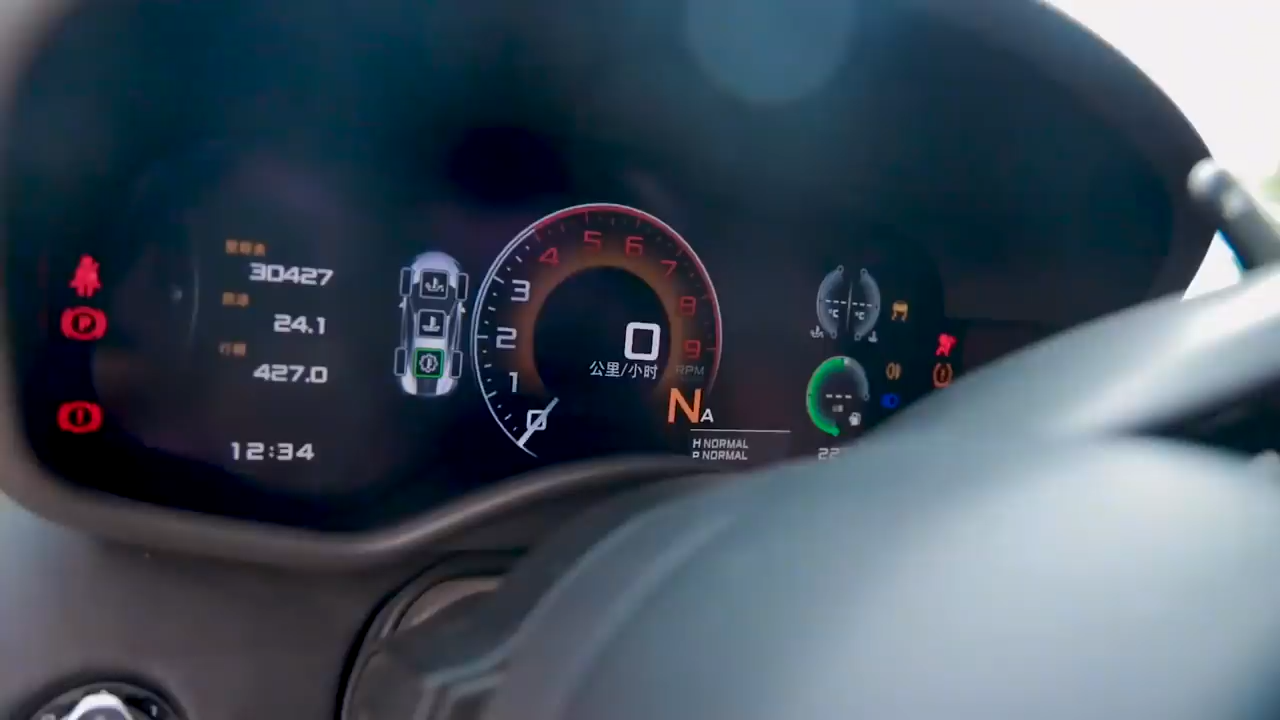 30427
24.1
427.0
12:34
0
1
2
3
4
5
6
7
8
9
0
公里/小时
RPM
NA
H NORMAL
P NORMAL
°C °C
22